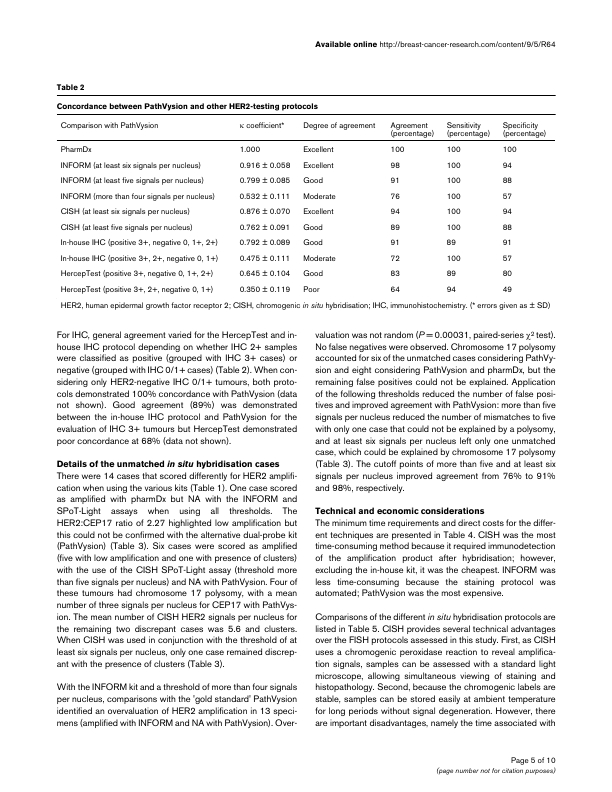 Available online http://breast-cancer-research.com/content/9/5/R64
Table 2
Concordance between PathVysion and other HER2-testing protocols
Comparison with PathVysion κ coefficient* Degree of agreement Agreement (percentage) Sensitivity (percentage) Specificity (percentage)
PharmDx 1.000 Excellent 100 100 100
INFORM (at least six signals per nucleus) 0.916 ± 0.058 Excellent 98 100 94
INFORM (at least five signals per nucleus) 0.799 ± 0.085 Good 91 100 88
INFORM (more than four signals per nucleus) 0.532 ± 0.111 Moderate 76 100 57
CISH (at least six signals per nucleus) 0.876 ± 0.070 Excellent 94 100 94
CISH (at least five signals per nucleus) 0.762 ± 0.091 Good 89 100 88
In-house IHC (positive 3+, negative 0, 1+, 2+) 0.792 ± 0.089 Good 91 89 91
In-house IHC (positive 3+, 2+, negative 0, 1+) 0.475 ± 0.111 Moderate 72 100 57
HercepTest (positive 3+, negative 0, 1+, 2+) 0.645 ± 0.104 Good 83 89 80
HercepTest (positive 3+, 2+, negative 0, 1+) 0.350 ± 0.119 Poor 64 94 49
HER2, human epidermal growth factor receptor 2; CISH, chromogenic in situ hybridisation; IHC, immunohistochemistry. (* errors given as ± SD)
For IHC, general agreement varied for the HercepTest and in-
house IHC protocol depending on whether IHC 2+ samples
were classified as positive (grouped with IHC 3+ cases) or
negative (grouped with IHC 0/1+ cases) (Table 2). When con-
sidering only HER2-negative IHC 0/1+ tumours, both proto-
cols demonstrated 100% concordance with PathVysion (data
not shown). Good agreement (89%) was demonstrated
between the in-house IHC protocol and PathVysion for the
evaluation of IHC 3+ tumours but HercepTest demonstrated
poor concordance at 68% (data not shown).
Details of the unmatched in situ hybridisation cases
There were 14 cases that scored differently for HER2 amplifi-
cation when using the various kits (Table 1). One case scored
as amplified with pharmDx but NA with the INFORM and
SPoT-Light assays when using all thresholds. The
HER2:CEP17 ratio of 2.27 highlighted low amplification but
this could not be confirmed with the alternative dual-probe kit
(PathVysion) (Table 3). Six cases were scored as amplified
(five with low amplification and one with presence of clusters)
with the use of the CISH SPoT-Light assay (threshold more
than five signals per nucleus) and NA with PathVysion. Four of
these tumours had chromosome 17 polysomy, with a mean
number of three signals per nucleus for CEP17 with PathVys-
ion. The mean number of CISH HER2 signals per nucleus for
the remaining two discrepant cases was 5.6 and clusters.
When CISH was used in conjunction with the threshold of at
least six signals per nucleus, only one case remained discrep-
ant with the presence of clusters (Table 3).
With the INFORM kit and a threshold of more than four signals
per nucleus, comparisons with the 'gold standard' PathVysion
identified an overvaluation of HER2 amplification in 13 speci-
mens (amplified with INFORM and NA with PathVysion). Over-
valuation was not random (P = 0.00031, paired-series χ² test).
No false negatives were observed. Chromosome 17 polysomy
accounted for six of the unmatched cases considering PathVy-
sion and eight considering PathVysion and pharmDx, but the
remaining false positives could not be explained. Application
of the following thresholds reduced the number of false posi-
tives and improved agreement with PathVysion: more than five
signals per nucleus reduced the number of mismatches to five
with only one case that could not be explained by a polysomy,
and at least six signals per nucleus left only one unmatched
case, which could be explained by chromosome 17 polysomy
(Table 3). The cutoff points of more than five and at least six
signals per nucleus improved agreement from 76% to 91%
and 98%, respectively.
Technical and economic considerations
The minimum time requirements and direct costs for the differ-
ent techniques are presented in Table 4. CISH was the most
time-consuming method because it required immunodetection
of the amplification product after hybridisation; however,
excluding the in-house kit, it was the cheapest. INFORM was
less time-consuming because the staining protocol was
automated; PathVysion was the most expensive.
Comparisons of the different in situ hybridisation protocols are
listed in Table 5. CISH provides several technical advantages
over the FISH protocols assessed in this study. First, as CISH
uses a chromogenic peroxidase reaction to reveal amplifica-
tion signals, samples can be assessed with a standard light
microscope, allowing simultaneous viewing of staining and
histopathology. Second, because the chromogenic labels are
stable, samples can be stored easily at ambient temperature
for long periods without signal degeneration. However, there
are important disadvantages, namely the time associated with
Page 5 of 10
(page number not for citation purposes)